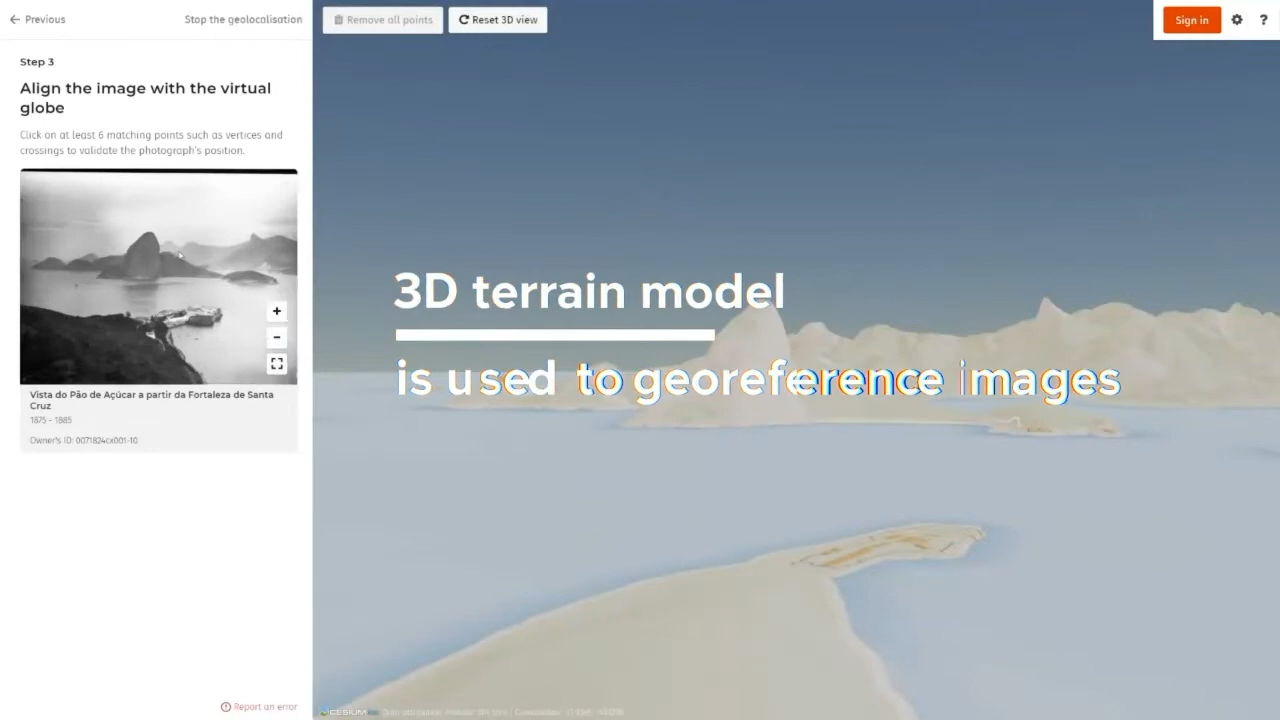 Previous
Stop the geolocalisation
Remove all points
Reset 3D view
Sign in
?
Step 3
Align the image with the virtual
globe
Click on at least 6 matching points such as vertices and
crossings to validate the photograph's position.
+
−
Vista do Pão de Açúcar a partir da Fortaleza de Santa
Cruz
1875 - 1885
Owner's ID: 0071824cx001-10
3D terrain model
is used to georeference images
Report an error
CESIUM